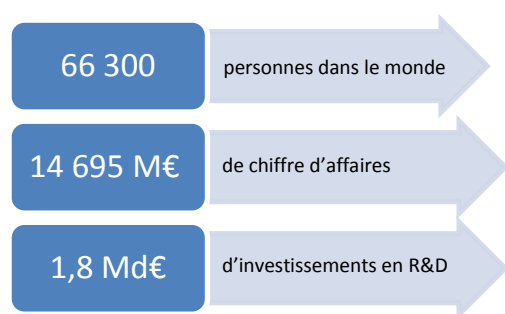 66 300 personnes dans le monde
14 695 M€ de chiffre d’affaires
1,8 Md€ d’investissements en R&D